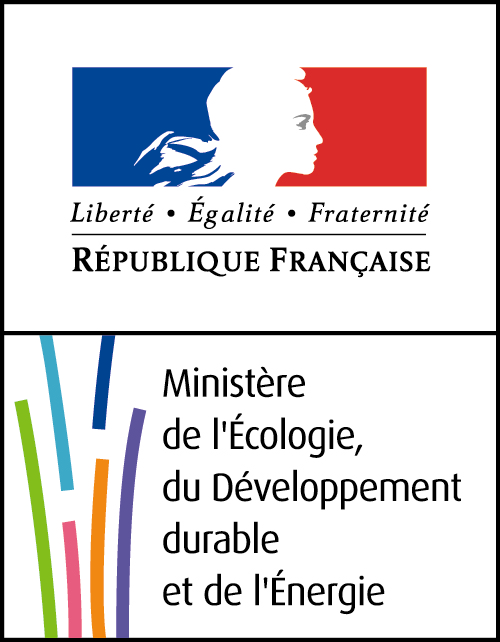 Liberté • Égalité • Fraternité
RÉPUBLIQUE FRANÇAISE
Ministère
de l'Écologie,
du Développement
durable
et de l'Énergie